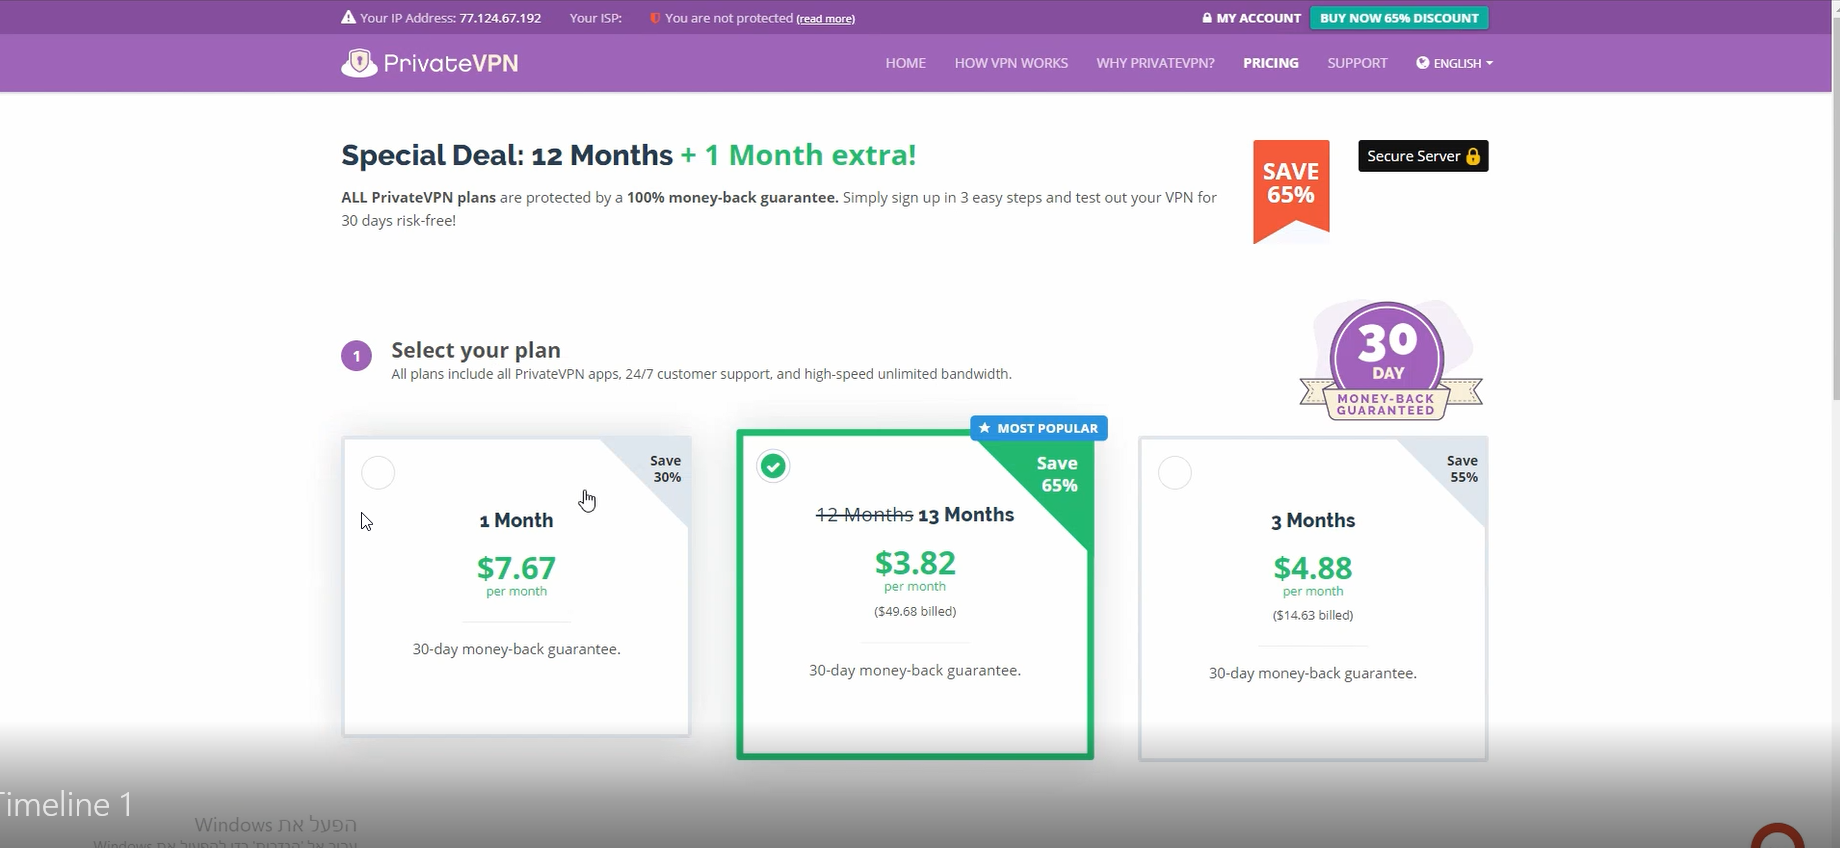 Your IP Address: 77.124.67.192 Your ISP: You are not protected (read more) MY ACCOUNT BUY NOW 65% DISCOUNT
PrivateVPN HOME HOW VPN WORKS WHY PRIVATEVPN? PRICING SUPPORT ENGLISH
Special Deal: 12 Months + 1 Month extra!
ALL PrivateVPN plans are protected by a 100% money-back guarantee. Simply sign up in 3 easy steps and test out your VPN for
30 days risk-free!
SAVE
65%
Secure Server
1 Select your plan
All plans include all PrivateVPN apps, 24/7 customer support, and high-speed unlimited bandwidth.
30
DAY
MONEY-BACK
GUARANTEED
Save
30%
1 Month
$7.67
per month
30-day money-back guarantee.
MOST POPULAR
Save
65%
12 Months 13 Months
$3.82
per month
($49.68 billed)
30-day money-back guarantee.
Save
55%
3 Months
$4.88
per month
($14.63 billed)
30-day money-back guarantee.
Timeline 1
הפעל את Windows